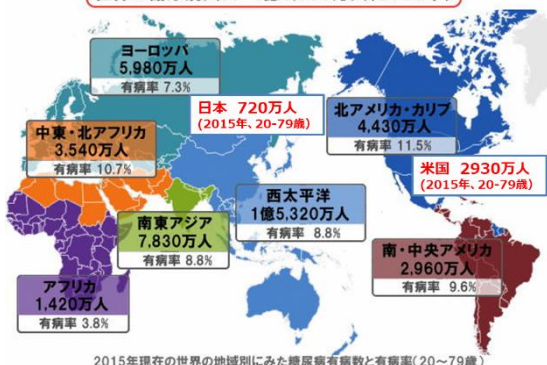 ヨーロッパ
5,980万人
有病率 7.3%
日本 720万人
(2015年、20-79歳)
北アメリカ・カリブ
4,430万人
有病率 11.5%
中東・北アフリカ
3,540万人
有病率 10.7%
米国 2930万人
(2015年、20-79歳)
西太平洋
1億5,320万人
有病率 8.8%
南東アジア
7,830万人
有病率 8.8%
南・中央アメリカ
2,960万人
有病率 9.6%
アフリカ
1,420万人
有病率 3.8%
2015年現在の世界の地域別にみた糖尿病有病数と有病率(20～79歳)